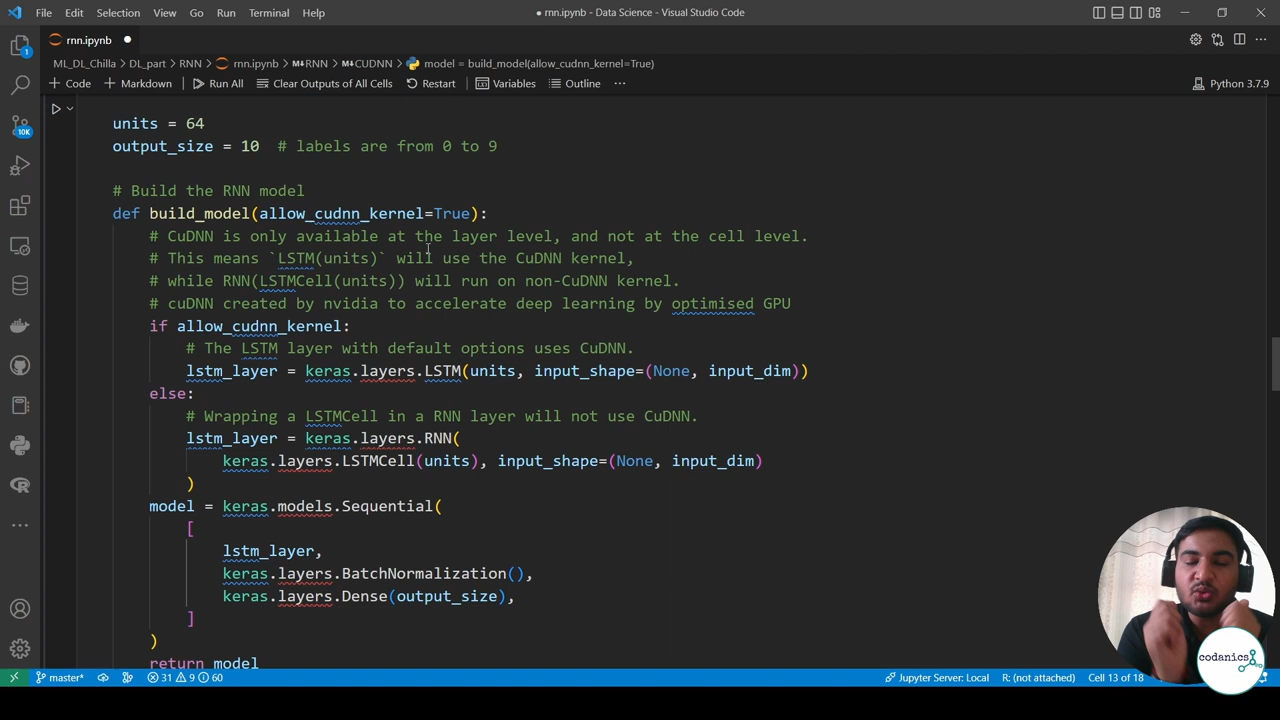 File Edit Selection View Go Run Terminal Help
● rnn.ipynb - Data Science - Visual Studio Code
rnn.ipynb ●
ML_DL_Chilla > DL_part > RNN > rnn.ipynb > M↓RNN > M↓CUDNN > model = build_model(allow_cudnn_kernel=True)
+ Code + Markdown Run All Clear Outputs of All Cells Restart Variables Outline ··· Python 3.7.9
1
10K
units = 64
output_size = 10 # labels are from 0 to 9
# Build the RNN model
def build_model(allow_cudnn_kernel=True):
# CuDNN is only available at the layer level, and not at the cell level.
# This means `LSTM(units)` will use the CuDNN kernel,
# while RNN(LSTMCell(units)) will run on non-CuDNN kernel.
# cuDNN created by nvidia to accelerate deep learning by optimised GPU
if allow_cudnn_kernel:
# The LSTM layer with default options uses CuDNN.
lstm_layer = keras.layers.LSTM(units, input_shape=(None, input_dim))
else:
# Wrapping a LSTMCell in a RNN layer will not use CuDNN.
lstm_layer = keras.layers.RNN(
keras.layers.LSTMCell(units), input_shape=(None, input_dim)
)
model = keras.models.Sequential(
[
lstm_layer,
keras.layers.BatchNormalization(),
keras.layers.Dense(output_size),
]
)
return model
codanics
master* 31 9 60 Jupyter Server: Local R: (not attached) Cell 13 of 18